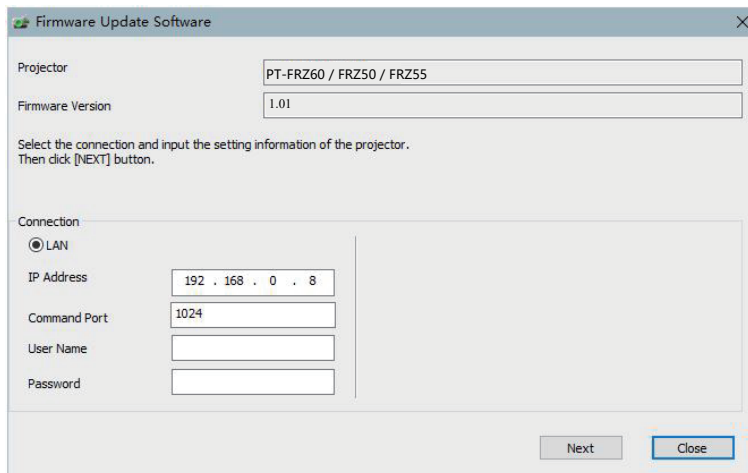 Firmware Update Software
Projector
PT-FRZ60 / FRZ50 / FRZ55
Firmware Version
1.01
Select the connection and input the setting information of the projector.
Then click [NEXT] button.
Connection
LAN
IP Address
192 . 168 . 0 . 8
Command Port
1024
User Name
Password
Next
Close